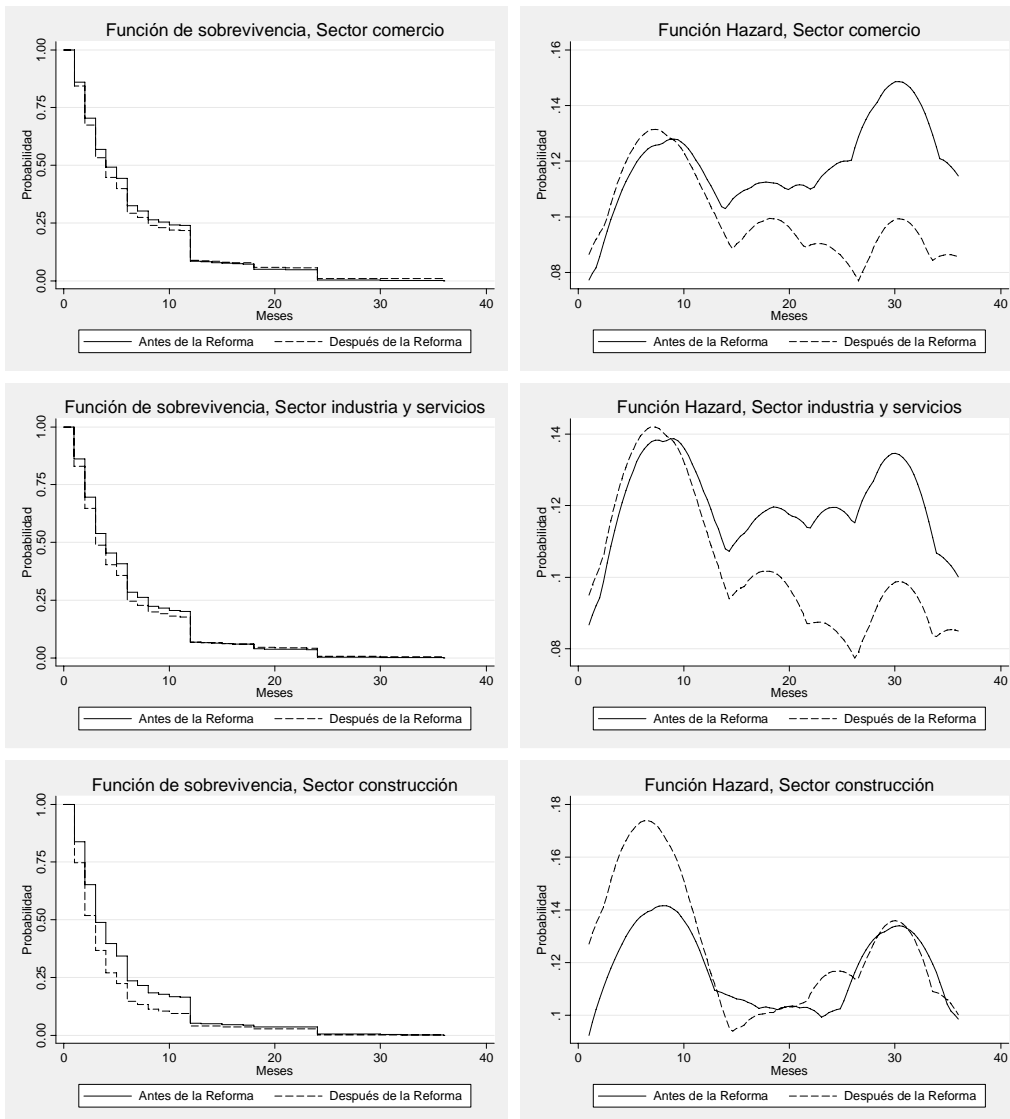 Función de sobrevivencia, Sector comercio
Probabilidad
1.00
0.75
0.50
0.25
0.00
0
10
20
30
40
Meses
Antes de la Reforma
Después de la Reforma
Función Hazard, Sector comercio
Probabilidad
.16
.14
.12
.1
.08
0
10
20
30
40
Meses
Antes de la Reforma
Después de la Reforma
Función de sobrevivencia, Sector industria y servicios
Probabilidad
1.00
0.75
0.50
0.25
0.00
0
10
20
30
40
Meses
Antes de la Reforma
Después de la Reforma
Función Hazard, Sector industria y servicios
Probabilidad
.14
.12
.1
.08
0
10
20
30
40
Meses
Antes de la Reforma
Después de la Reforma
Función de sobrevivencia, Sector construcción
Probabilidad
1.00
0.75
0.50
0.25
0.00
0
10
20
30
40
Meses
Antes de la Reforma
Después de la Reforma
Función Hazard, Sector construcción
Probabilidad
.18
.16
.14
.12
.1
0
10
20
30
40
Meses
Antes de la Reforma
Después de la Reforma